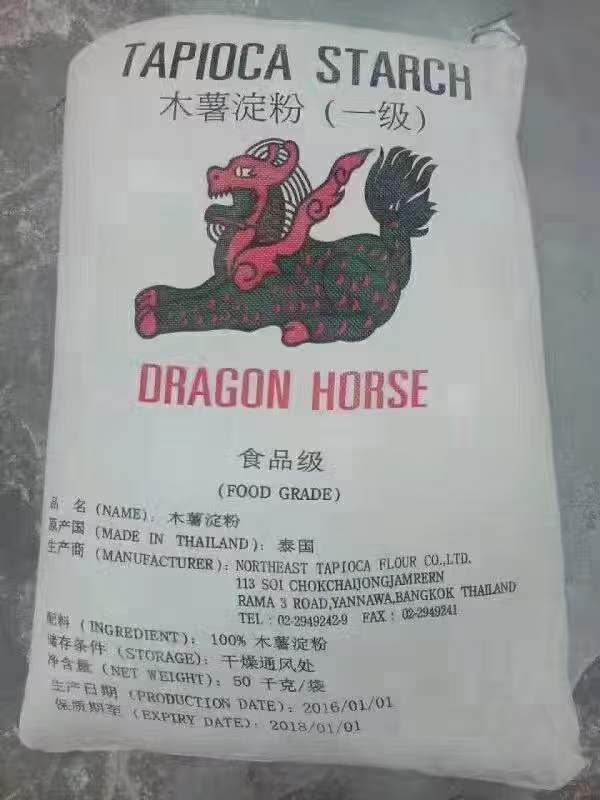 TAPIOCA STARCH
木薯淀粉（一级）
DRAGON HORSE
食品级
(FOOD GRADE)
品 名 (NAME): 木薯淀粉
原产国 (MADE IN THAILAND): 泰国
生产商 (MANUFACTURER): NORTHEAST TAPIOCA FLOUR CO.,LTD.
113 SOI CHOKCHAIJONGJAMRERN
RAMA 3 ROAD,YANNAWA,BANGKOK THAILAND
TEL : 02-2949242-9 FAX : 02-2949241
配料 (INGREDIENT): 100% 木薯淀粉
储存条件 (STORAGE): 干燥通风处
净含量 (NET WEIGHT): 50 千克/袋
生产日期 (PRODUCTION DATE): 2016/01/01
保质期至 (EXPIRY DATE): 2018/01/01